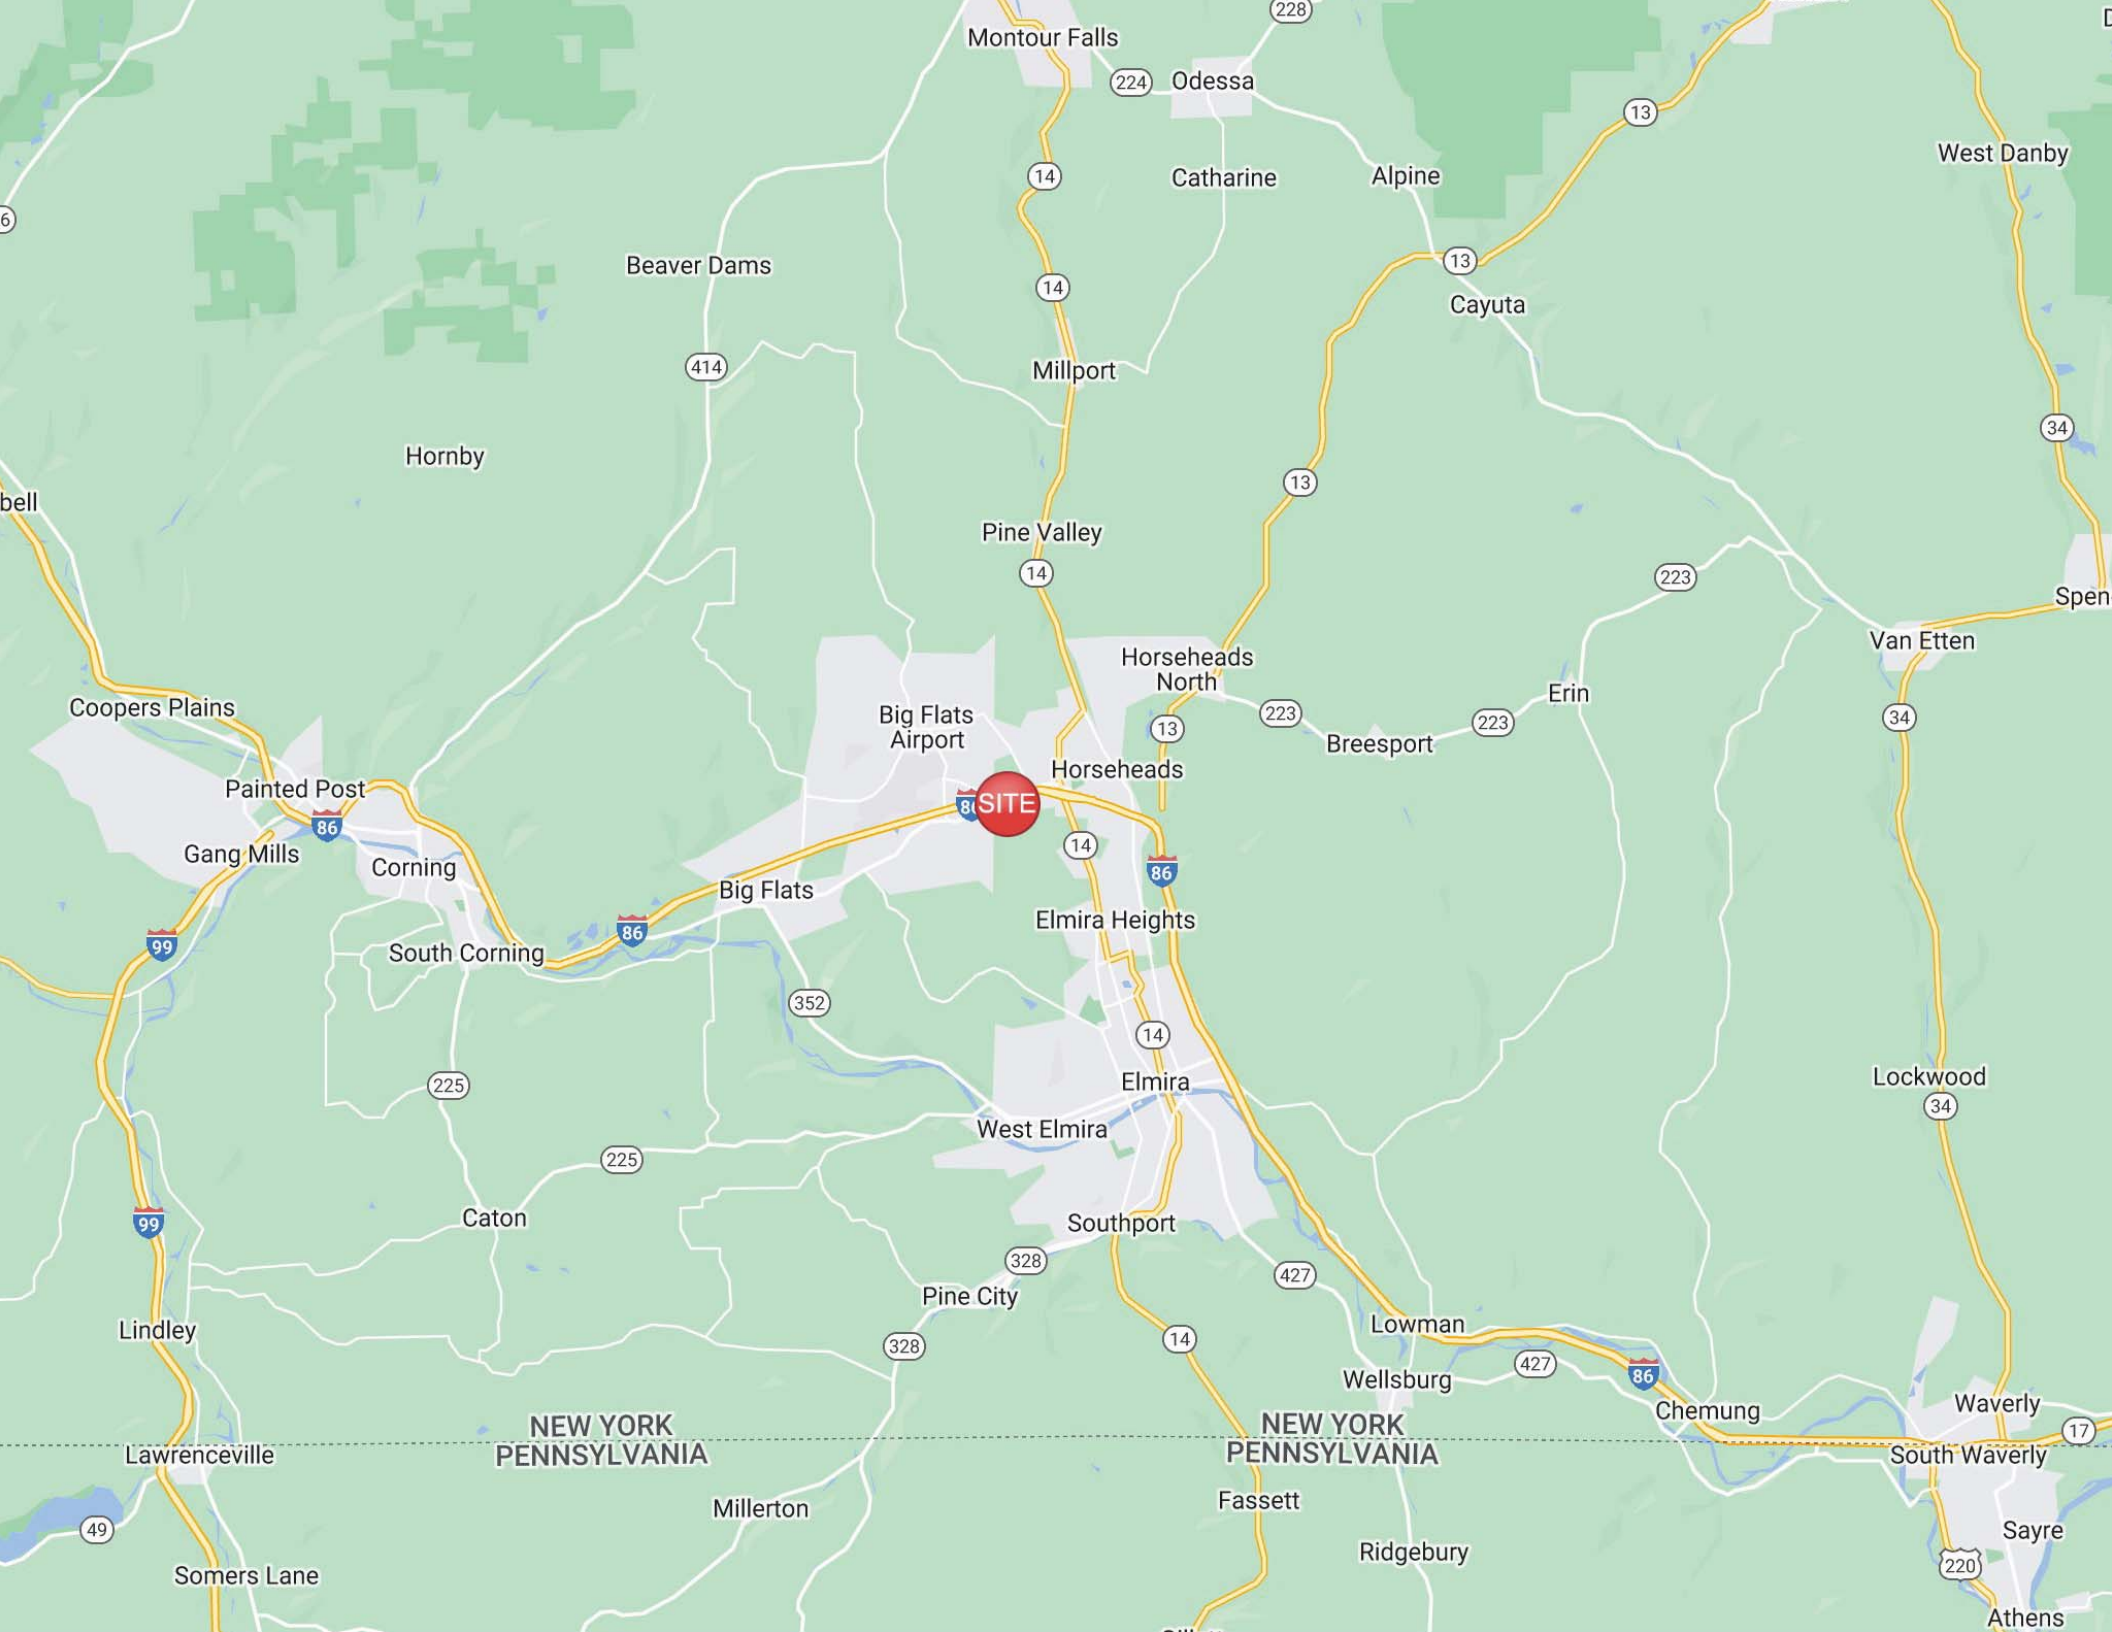 228
Montour Falls
224
Odessa
13
West Danby
14
Catharine
Alpine
6
Beaver Dams
13
14
Cayuta
414
Millport
34
Hornby
13
bell
Pine Valley
14
223
Spen
Van Etten
Horseheads
North
Erin
Coopers Plains
Big Flats
Airport
13
223
223
34
Breesport
Horseheads
Painted Post
86
SITE
86
14
Gang Mills
Corning
86
Big Flats
Elmira Heights
99
86
South Corning
352
14
Elmira
Lockwood
225
34
West Elmira
225
Caton
99
Southport
328
427
Pine City
Lindley
Lowman
328
14
427
86
Wellsburg
Waverly
Chemung
NEW YORK
PENNSYLVANIA
NEW YORK
PENNSYLVANIA
17
Lawrenceville
South Waverly
Millerton
Fassett
49
Sayre
Ridgebury
220
Somers Lane
Athens